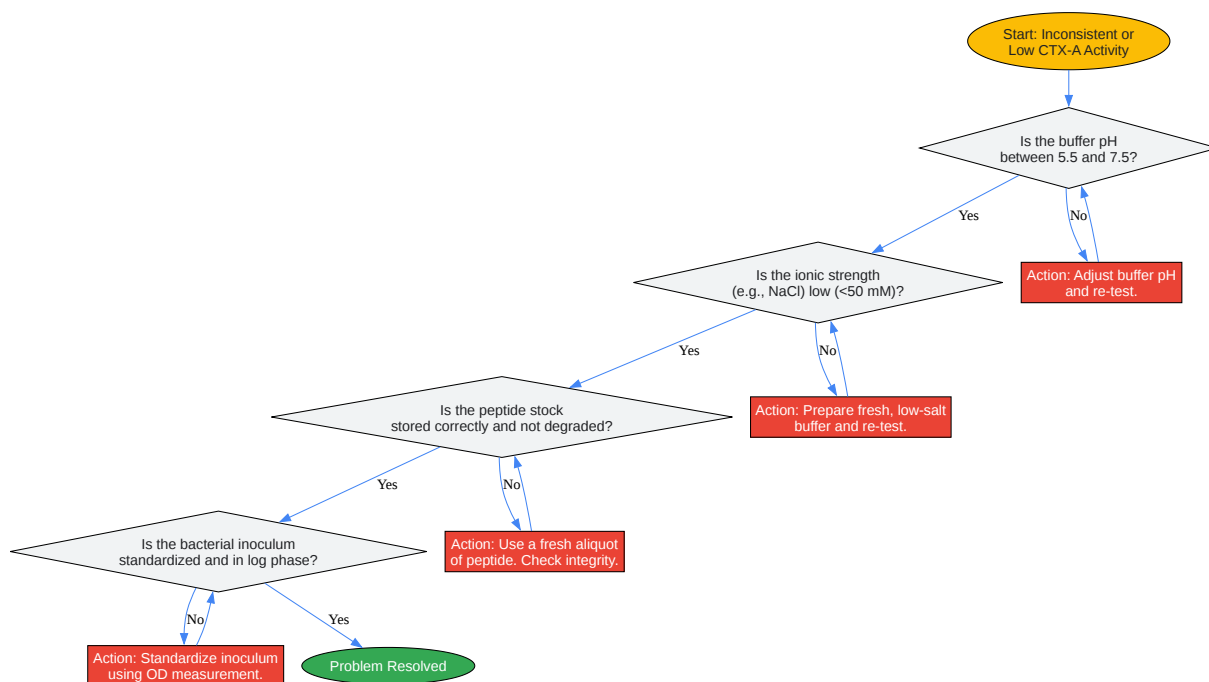 Start: Inconsistent or
Low CTX-A Activity
Is the buffer pH
between 5.5 and 7.5?
Yes
No
Action: Adjust buffer pH
and re-test.
Is the ionic strength
(e.g., NaCl) low (<50 mM)?
Yes
No
Action: Prepare fresh, low-salt
buffer and re-test.
Is the peptide stock
stored correctly and not degraded?
Yes
No
Action: Use a fresh aliquot
of peptide. Check integrity.
Is the bacterial inoculum
standardized and in log phase?
No
Yes
Action: Standardize inoculum
using OD measurement.
Problem Resolved